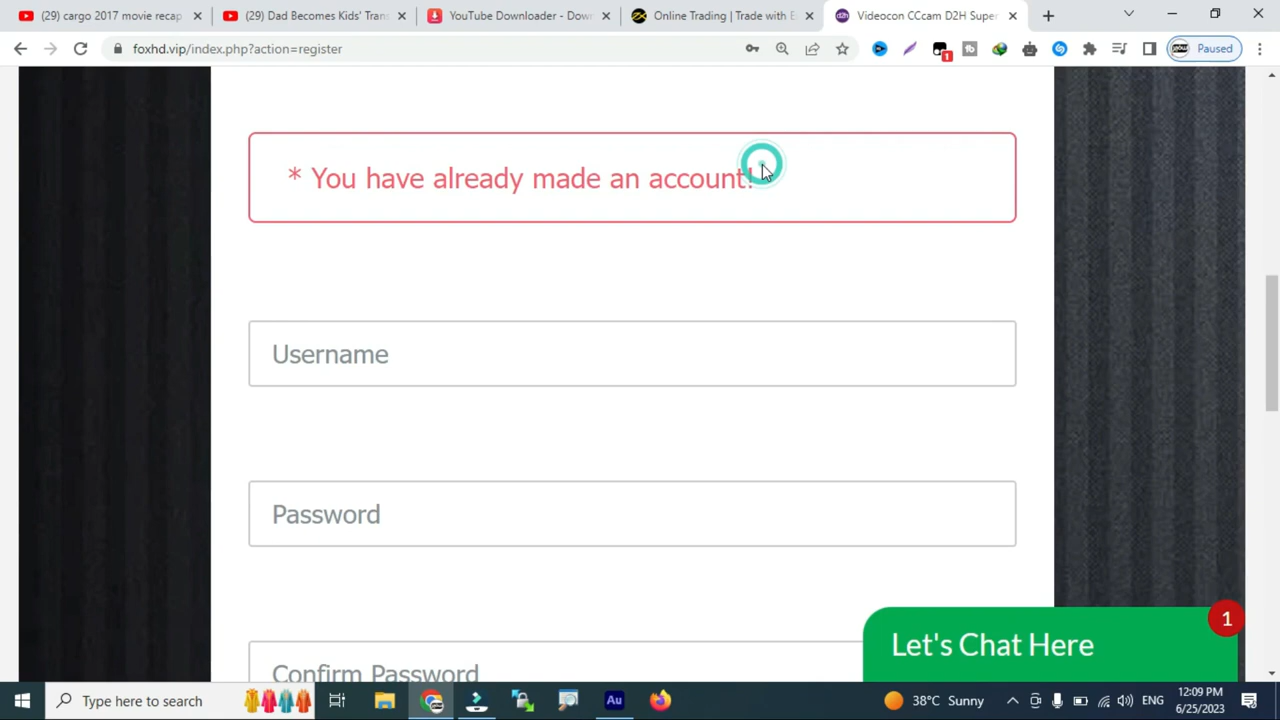 (29) cargo 2017 movie recap
(29) Dad Becomes Kids' Tran
YouTube Downloader - Dow
Online Trading | Trade with E
Videocon CCcam D2H Super
foxhd.vip/index.php?action=register
1
Paused
* You have already made an account!
Username
Password
Confirm Password
Let's Chat Here
1
Type here to search
Au
38°C Sunny
ENG
12:09 PM
6/25/2023